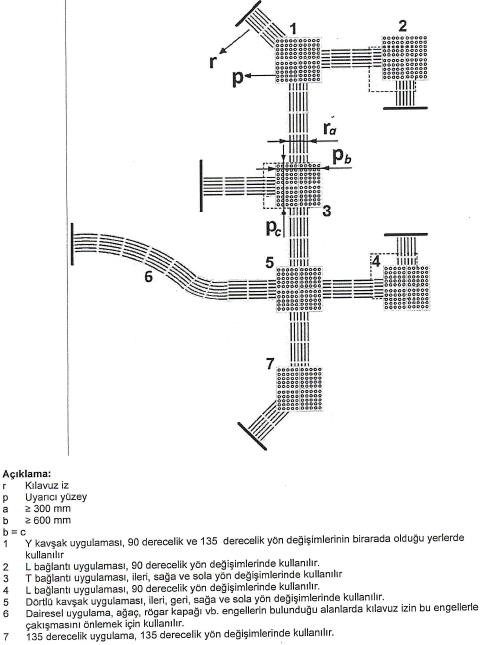 1
2
r
p
rₐ
p_b
3
p_c
5
4
6
7
Açıklama:
r Kılavuz iz
p Uyarıcı yüzey
a ≥ 300 mm
b ≥ 600 mm
b = c
1 Y kavşak uygulaması, 90 derecelik ve 135 derecelik yön değişimlerinin birarada olduğu yerlerde
kullanılır
2 L bağlantı uygulaması, 90 derecelik yön değişimlerinde kullanılır.
3 T bağlantı uygulaması, ileri, sağa ve sola yön değişimlerinde kullanılır
4 L bağlantı uygulaması, 90 derecelik yön değişimlerinde kullanılır.
5 Dörtlü kavşak uygulaması, ileri, geri, sağa ve sola yön değişimlerinde kullanılır.
6 Dairesel uygulama, ağaç, rögar kapağı vb. engellerin bulunduğu alanlarda kılavuz izin bu engellerle
çakışmasını önlemek için kullanılır.
7 135 derecelik uygulama, 135 derecelik yön değişimlerinde kullanılır.